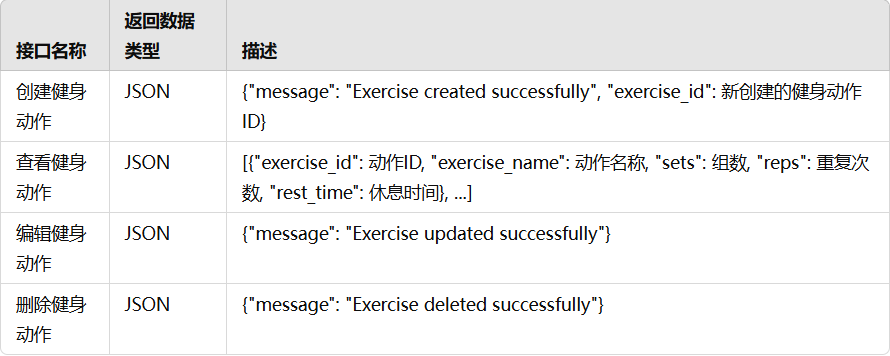 接口名称 返回数据类型 描述
创建健身动作 JSON {"message": "Exercise created successfully", "exercise_id": 新创建的健身动作ID}
查看健身动作 JSON [{"exercise_id": 动作ID, "exercise_name": 动作名称, "sets": 组数, "reps": 重复次数, "rest_time": 休息时间}, ...]
编辑健身动作 JSON {"message": "Exercise updated successfully"}
删除健身动作 JSON {"message": "Exercise deleted successfully"}